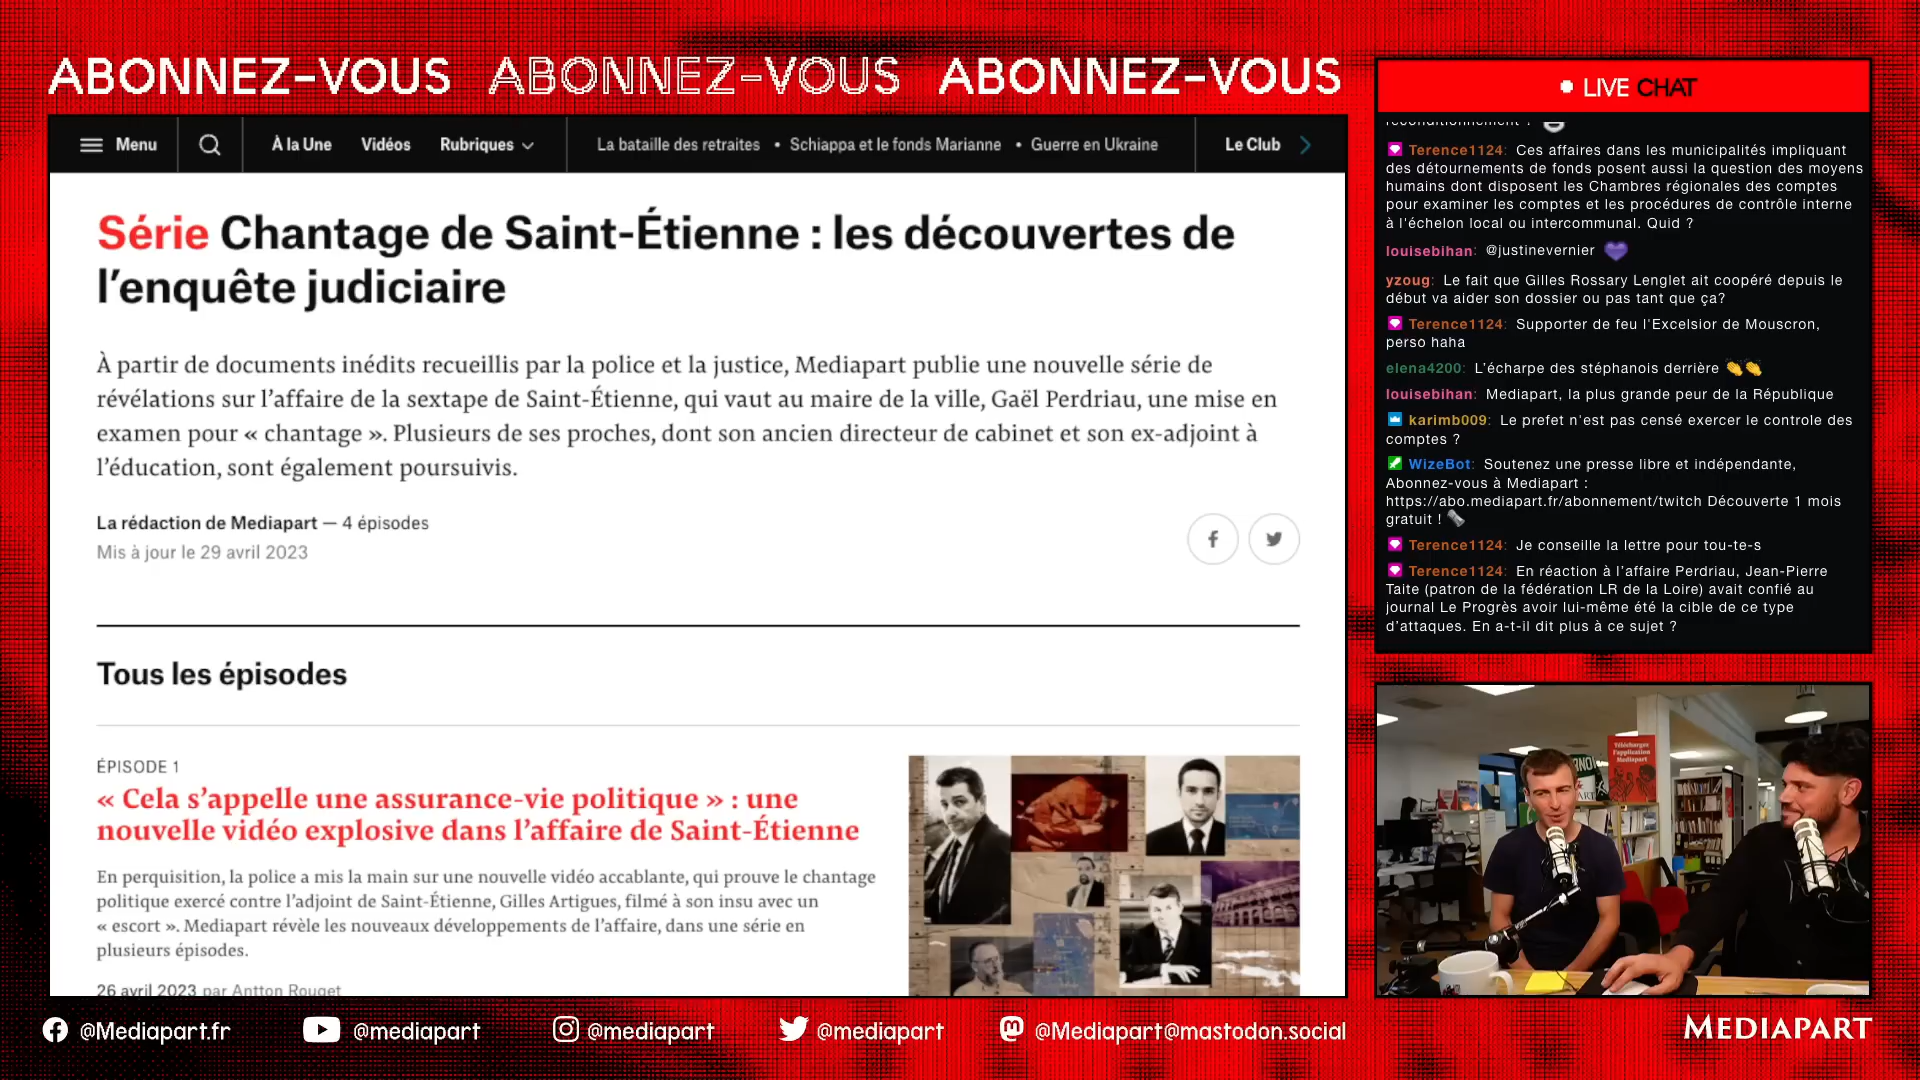 ABONNEZ-VOUS ABONNEZ-VOUS ABONNEZ-VOUS
Menu
À la Une
Vidéos
Rubriques
La bataille des retraites • Schiappa et le fonds Marianne • Guerre en Ukraine
Le Club
Série Chantage de Saint-Étienne : les découvertes de
l’enquête judiciaire
À partir de documents inédits recueillis par la police et la justice, Mediapart publie une nouvelle série de
révélations sur l’affaire de la sextape de Saint-Étienne, qui vaut au maire de la ville, Gaël Perdriau, une mise en
examen pour « chantage ». Plusieurs de ses proches, dont son ancien directeur de cabinet et son ex-adjoint à
l’éducation, sont également poursuivis.
La rédaction de Mediapart — 4 épisodes
Mis à jour le 29 avril 2023
Tous les épisodes
ÉPISODE 1
« Cela s’appelle une assurance-vie politique » : une
nouvelle vidéo explosive dans l’affaire de Saint-Étienne
En perquisition, la police a mis la main sur une nouvelle vidéo accablante, qui prouve le chantage
politique exercé contre l’adjoint de Saint-Étienne, Gilles Artigues, filmé à son insu avec un
« escort ». Mediapart révèle les nouveaux développements de l’affaire, dans une série en
plusieurs épisodes.
26 avril 2023 par Antton Rouget
LIVE CHAT
reconditionnement !
Terence1124: Ces affaires dans les municipalités impliquant
des détournements de fonds posent aussi la question des moyens
humains dont disposent les Chambres régionales des comptes
pour examiner les comptes et les procédures de contrôle interne
à l'échelon local ou intercommunal. Quid ?
louisebihan: @justinevernier 💜
yzoug: Le fait que Gilles Rossary Lenglet ait coopéré depuis le
début va aider son dossier ou pas tant que ça?
Terence1124: Supporter de feu l'Excelsior de Mouscron,
perso haha
elena4200: L'écharpe des stéphanois derrière 👏👏
louisebihan: Mediapart, la plus grande peur de la République
karimb009: Le prefet n'est pas censé exercer le controle des
comptes ?
WizeBot: Soutenez une presse libre et indépendante,
Abonnez-vous à Mediapart :
https://abo.mediapart.fr/abonnement/twitch Découverte 1 mois
gratuit !
Terence1124: Je conseille la lettre pour tou-te-s
Terence1124: En réaction à l'affaire Perdriau, Jean-Pierre
Taite (patron de la fédération LR de la Loire) avait confié au
journal Le Progrès avoir lui-même été la cible de ce type
d'attaques. En a-t-il dit plus à ce sujet ?
Téléchargez
l'application
Mediapart
@Mediapart.fr
@mediapart
@mediapart
@mediapart
@Mediapart@mastodon.social
MEDIAPART